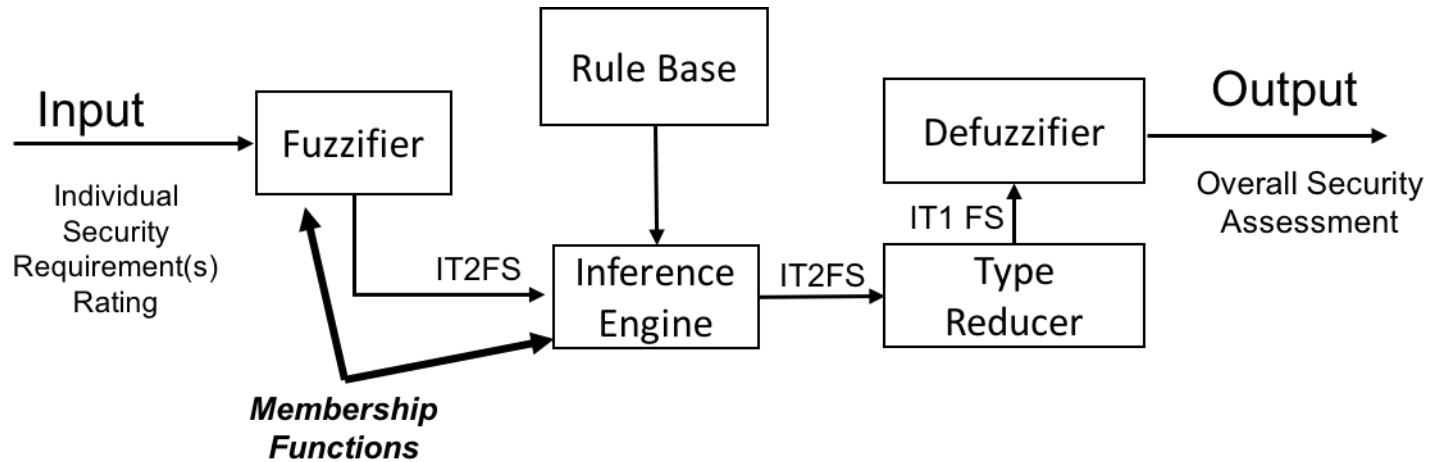 Input
Individual
Security
Requirement(s)
Rating
Fuzzifier
Rule Base
IT2FS
Inference
Engine
Membership
Functions
IT2FS
Type
Reducer
IT1 FS
Defuzzifier
Output
Overall Security
Assessment